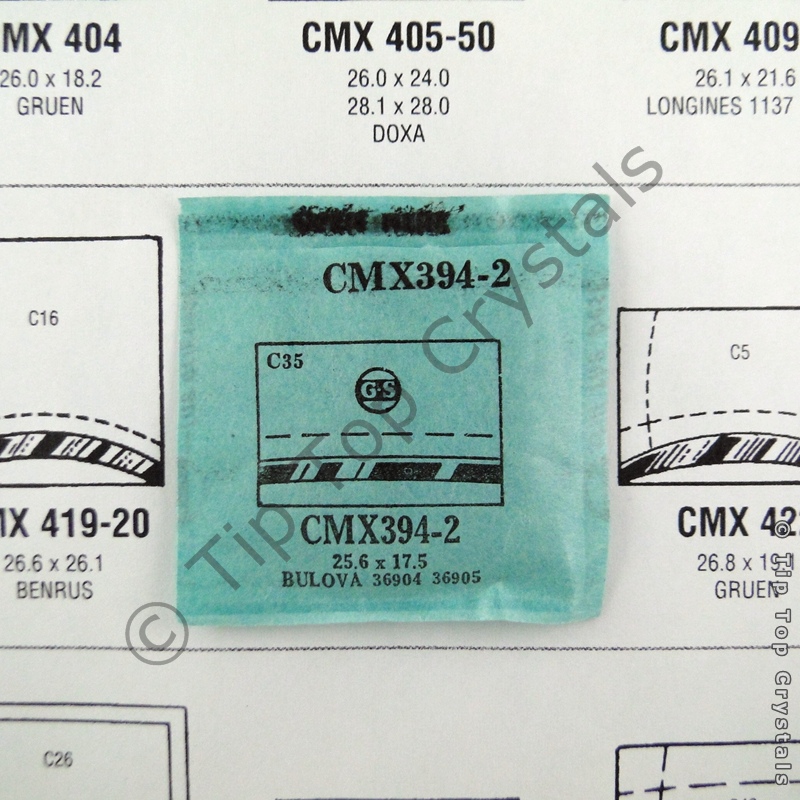 MX 404
26.0 x 18.2
GRUEN
CMX 405-50
26.0 x 24.0
28.1 x 28.0
DOXA
CMX 409
26.1 x 21.6
LONGINES 1137
C16
MX 419-20
26.6 x 26.1
BENRUS
CMX394-2
C35
G·S
CMX394-2
25.6 x 17.5
BULOVA 36904 36905
C5
CMX 42
26.8 x
GRUEN
C26
© Tip Top Crystals
© Tip Top Crystals